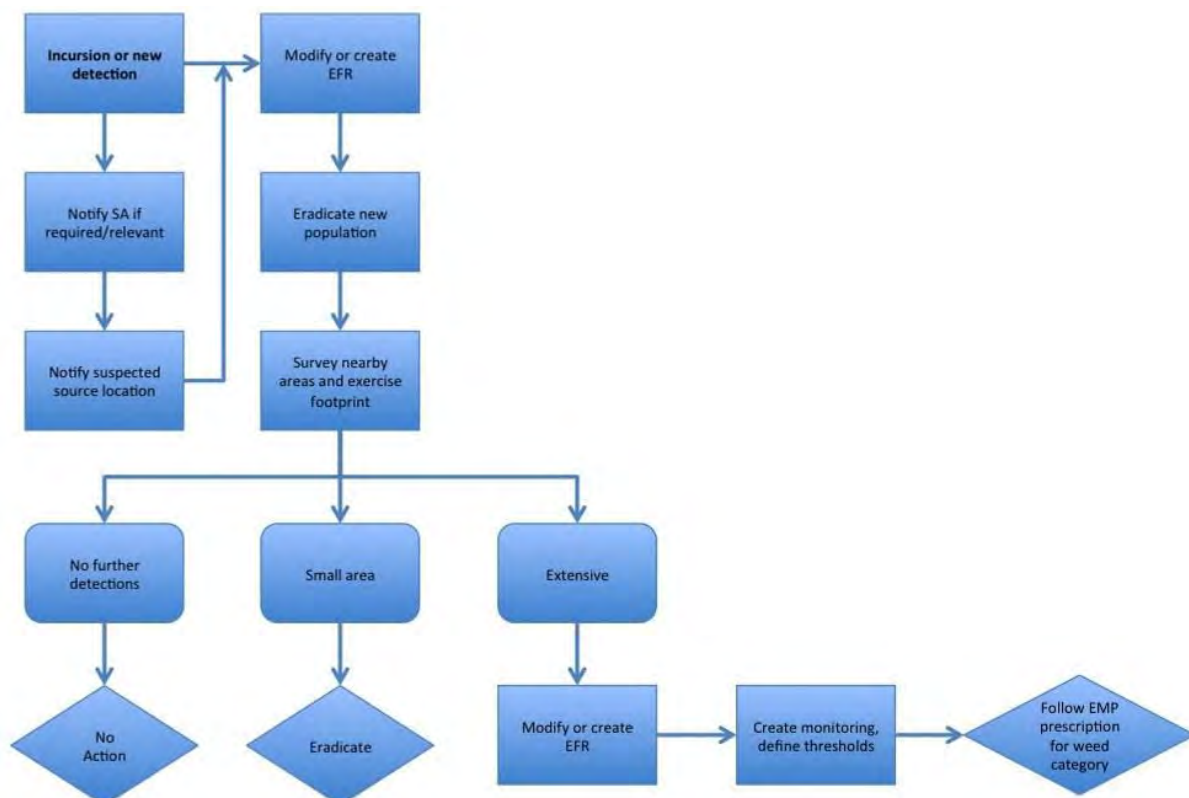 Incursion or new
detection
Modify or create
EFR
Notify SA if
required/relevant
Eradicate new
population
Notify suspected
source location
Survey nearby
areas and exercise
footprint
No further
detections
Small area
Extensive
No
Action
Eradicate
Modify or create
EFR
Create monitoring,
define thresholds
Follow EMP
prescription
for weed
category